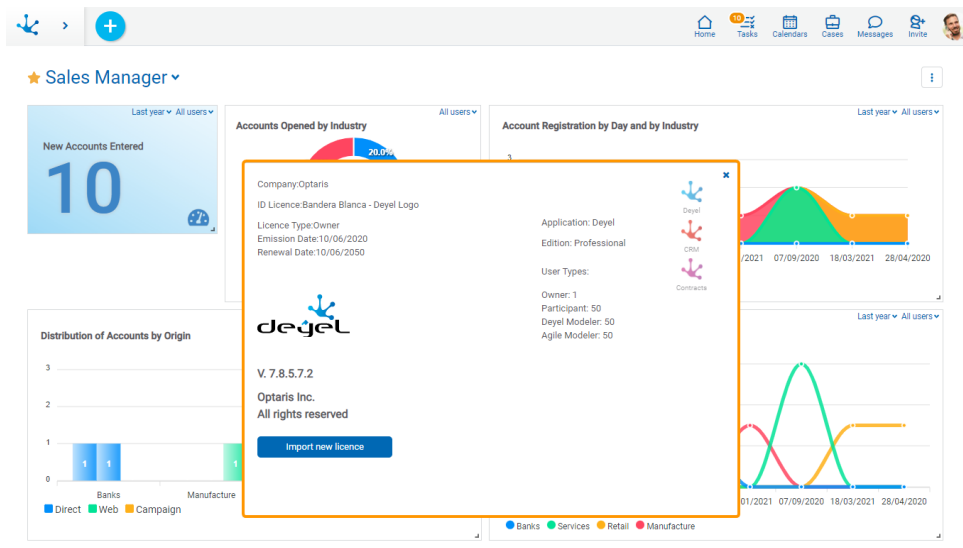 10
Home
Tasks
Calendars
Cases
Messages
Invite
Sales Manager
Last year All users
New Accounts Entered
10
All users
Accounts Opened by Industry
20.0%
Last year All users
Account Registration by Day and by Industry
3
/2021 07/09/2020 18/03/2021 28/04/2020
Company:Optaris
ID Licence:Bandera Blanca - Deyel Logo
Licence Type:Owner
Emission Date:10/06/2020
Renewal Date:10/06/2050
deyel
V. 7.8.5.7.2
Optaris Inc.
All rights reserved
Import new licence
Application: Deyel
Edition: Professional
User Types:
Owner: 1
Participant: 50
Deyel Modeler: 50
Agile Modeler: 50
Deyel
CRM
Contracts
Distribution of Accounts by Origin
3
2
1
0
1 1 1
Banks Manufacture
Direct Web Campaign
Last year All users
01/2021 07/09/2020 18/03/2021 28/04/2020
Banks Services Retail Manufacture